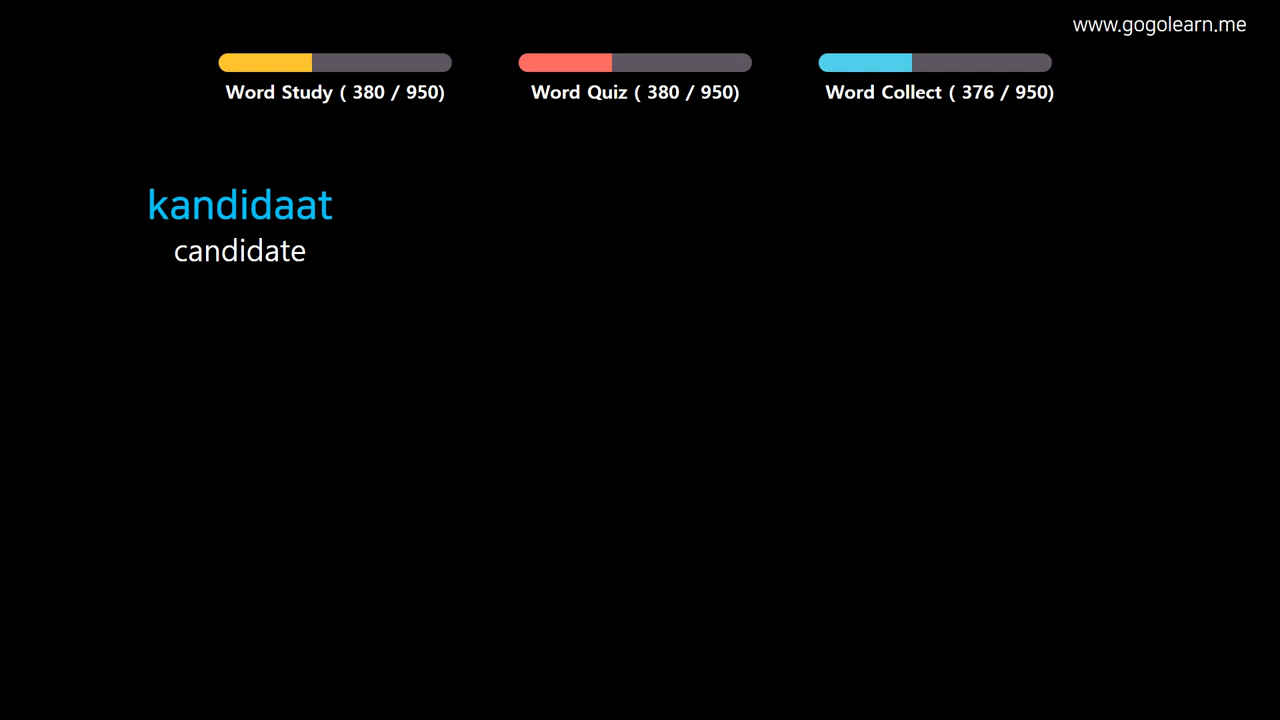 www.gogolearn.me
Word Study ( 380 / 950)
Word Quiz ( 380 / 950)
Word Collect ( 376 / 950)
kandidaat
candidate